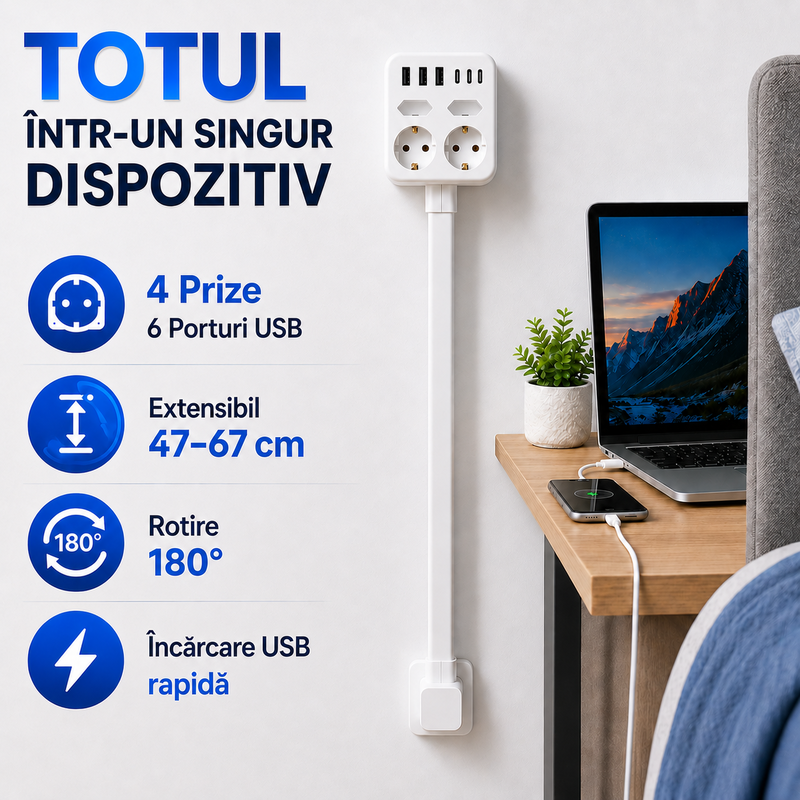 TOTUL
ÎNTR-UN SINGUR
DISPOZITIV
4 Prize
6 Porturi USB
Extensibil
47-67 cm
180°
Rotire
180°
Încărcare USB
rapidă